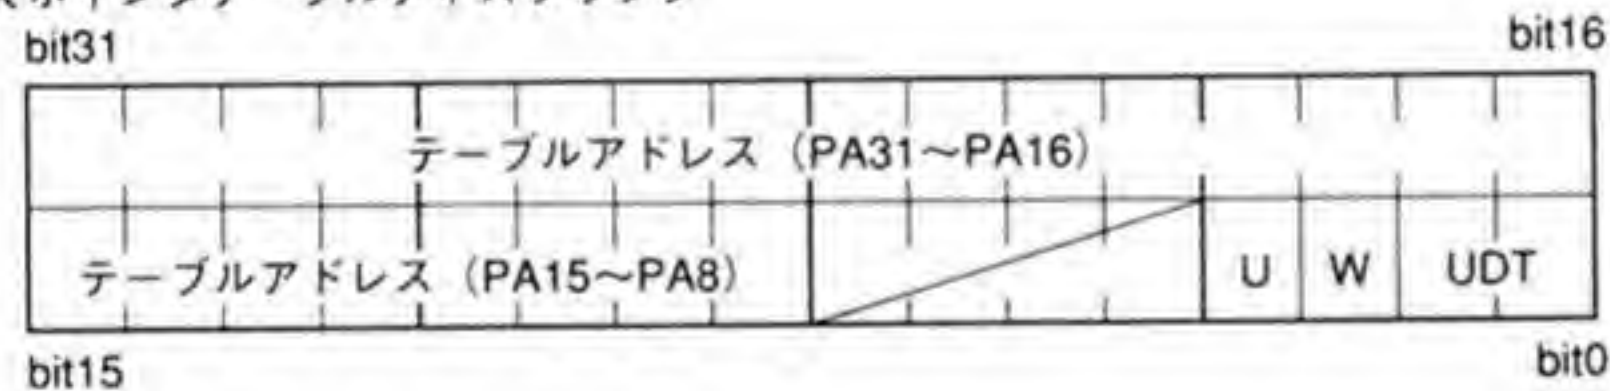 bit31 bit16
テーブルアドレス（PA31～PA16）
テーブルアドレス（PA15～PA8） U W UDT
bit15 bit0